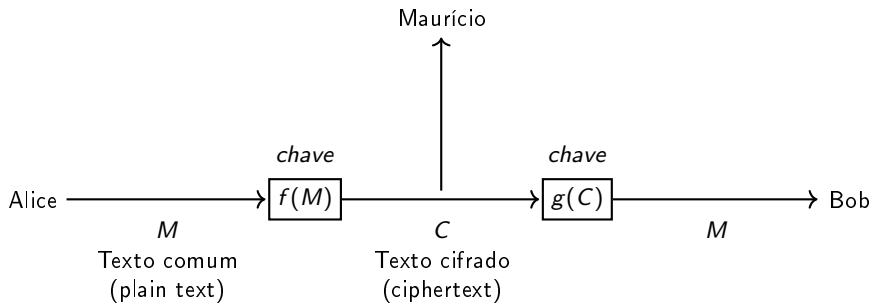 Maurício
chave chave
Alice f(M) g(C) Bob
M C M
Texto comum Texto cifrado
(plain text) (ciphertext)